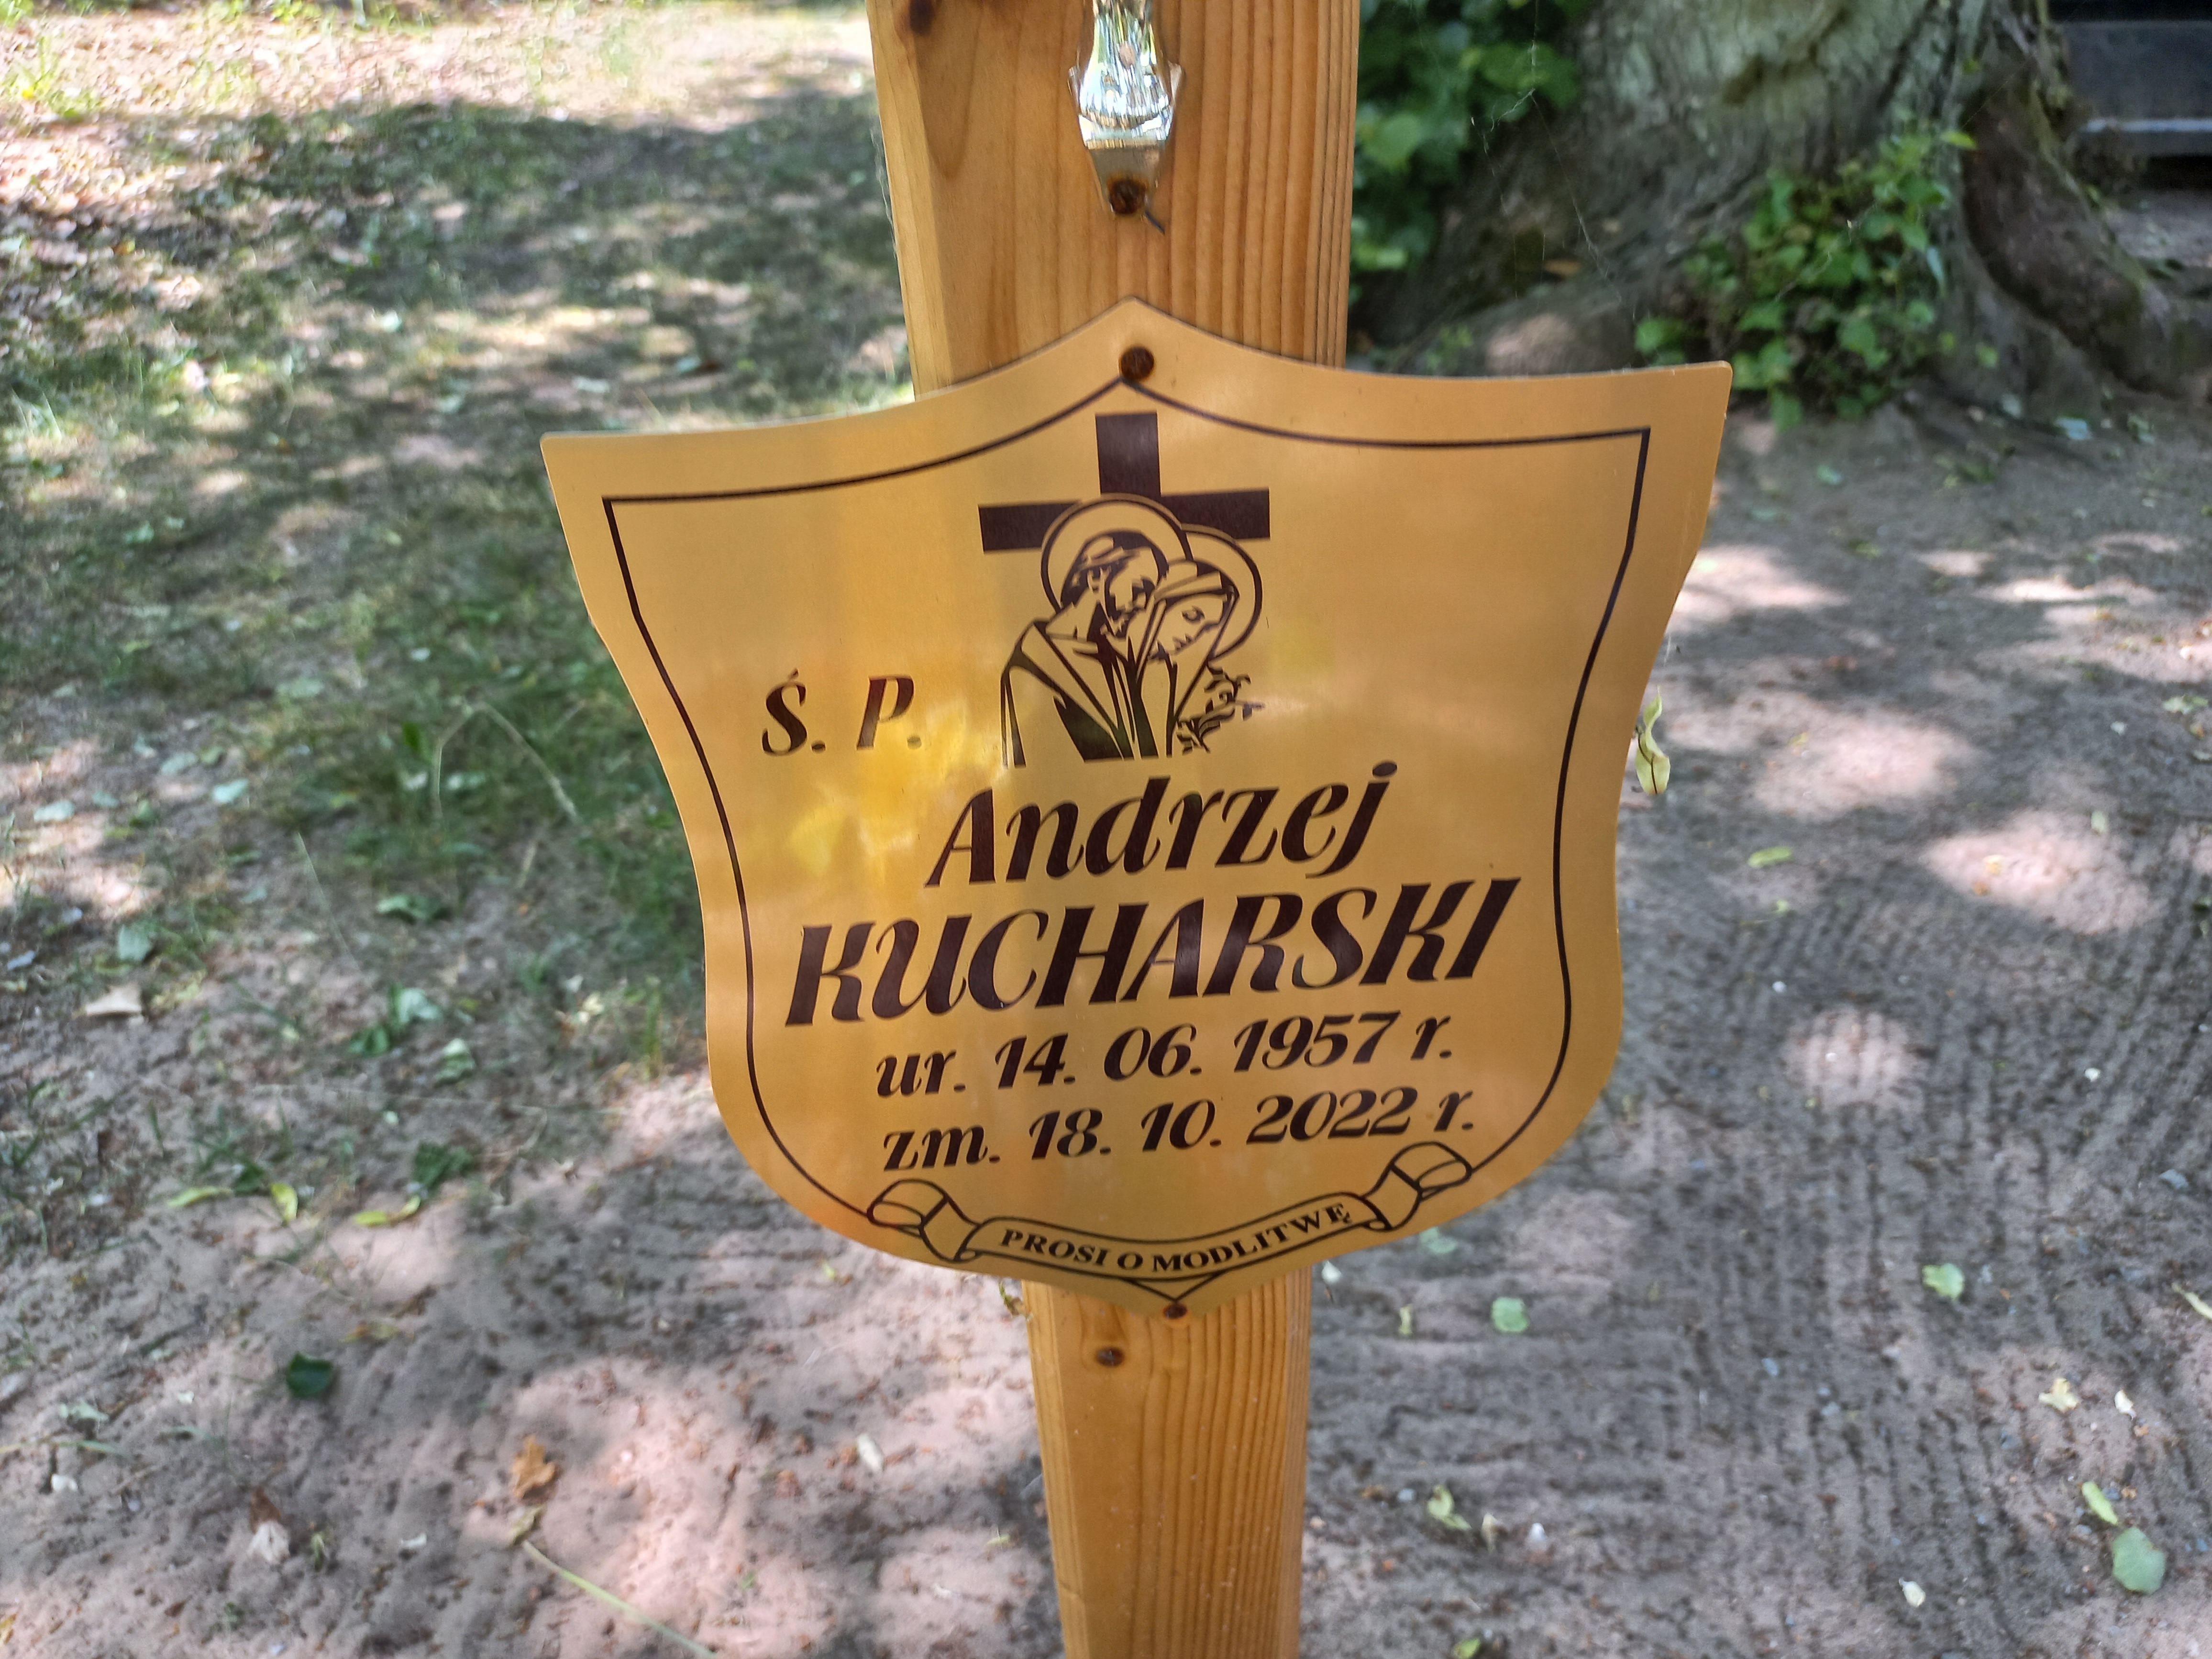 Ś. P.
Andrzej
KUCHARSKI
ur. 14. 06. 1957 r.
zm. 18. 10. 2022 r.
PROSI O MODLITWĘ